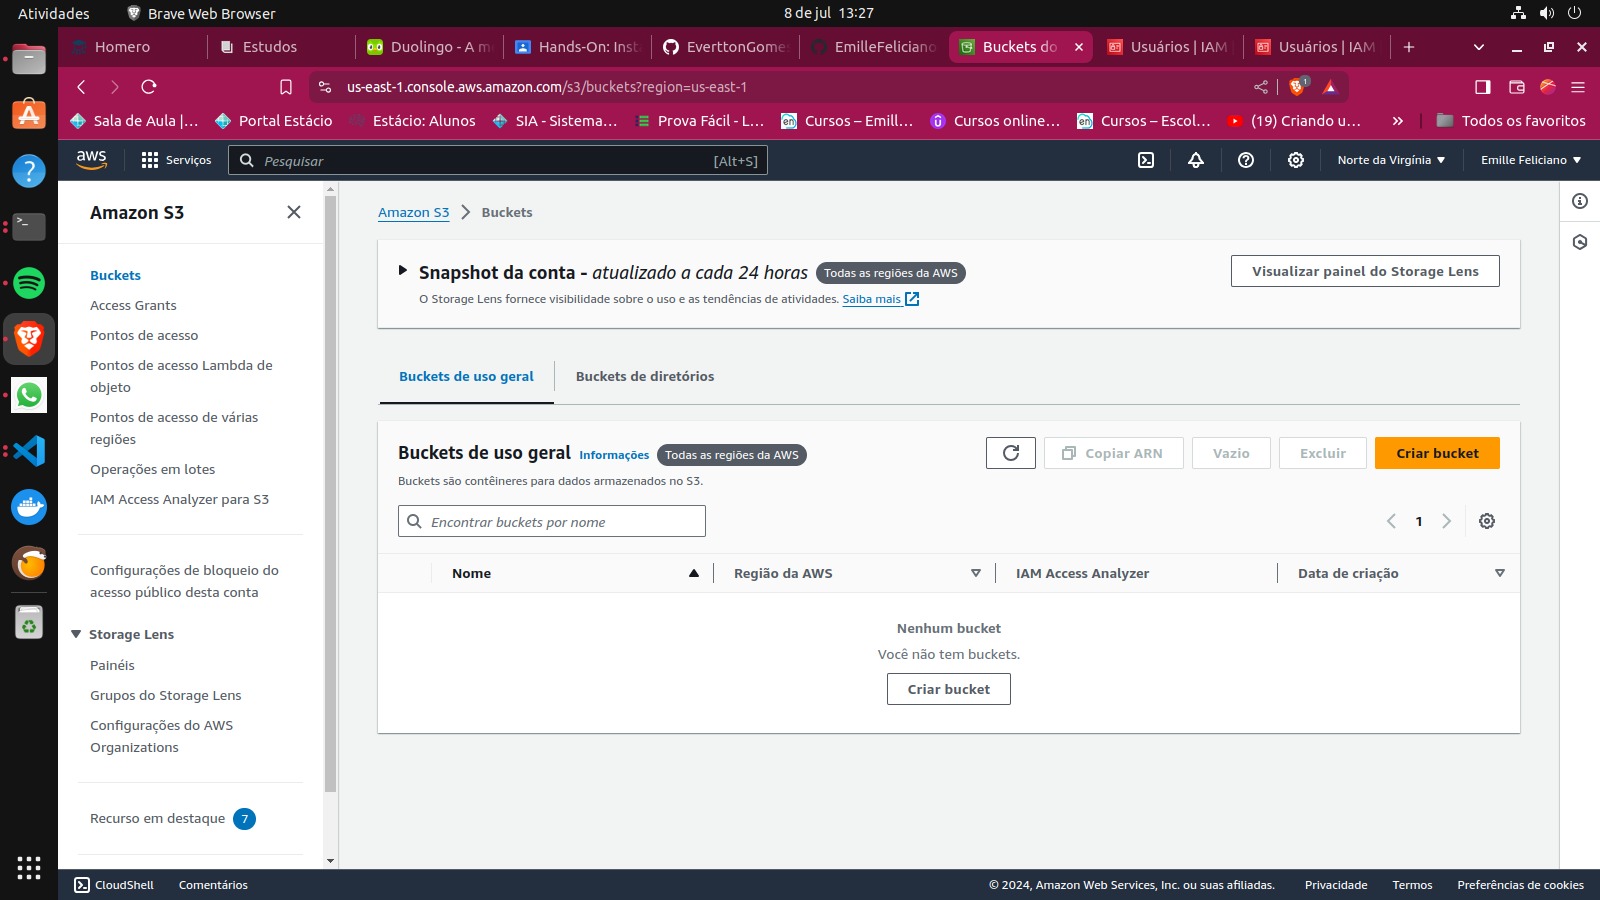 Atividades
Brave Web Browser
8 de jul 13:27
Homero
Estudos
Duolingo - A m
Hands-On: Inst
EverttonGome
EmilleFeliciano
Buckets do
Usuários | IAM
Usuários | IAM
us-east-1.console.aws.amazon.com/s3/buckets?region=us-east-1
1
Sala de Aula |...
Portal Estácio
Estácio: Alunos
SIA - Sistema...
Prova Fácil - L...
Cursos – Emill...
Cursos online...
Cursos – Escol...
(19) Criando u...
»
Todos os favoritos
aws
Serviços
Pesquisar
[Alt+S]
Norte da Virgínia
Emille Feliciano
Amazon S3
Buckets
Access Grants
Pontos de acesso
Pontos de acesso Lambda de
objeto
Pontos de acesso de várias
regiões
Operações em lotes
IAM Access Analyzer para S3
Configurações de bloqueio do
acesso público desta conta
Storage Lens
Painéis
Grupos do Storage Lens
Configurações do AWS
Organizations
Recurso em destaque 7
Amazon S3 > Buckets
Snapshot da conta - atualizado a cada 24 horas
Todas as regiões da AWS
O Storage Lens fornece visibilidade sobre o uso e as tendências de atividades. Saiba mais
Visualizar painel do Storage Lens
Buckets de uso geral
Buckets de diretórios
Buckets de uso geral
Informações
Todas as regiões da AWS
Buckets são contêineres para dados armazenados no S3.
Copiar ARN
Vazio
Excluir
Criar bucket
Encontrar buckets por nome
1
Nome
Região da AWS
IAM Access Analyzer
Data de criação
Nenhum bucket
Você não tem buckets.
Criar bucket
CloudShell
Comentários
© 2024, Amazon Web Services, Inc. ou suas afiliadas.
Privacidade
Termos
Preferências de cookies